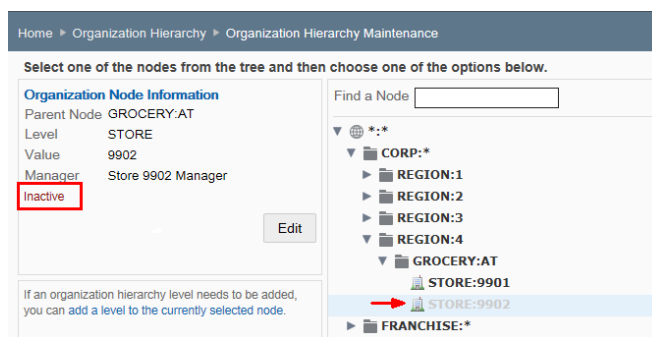 Home ▸ Organization Hierarchy ▸ Organization Hierarchy Maintenance
Select one of the nodes from the tree and then choose one of the options below.
Organization Node Information
Parent Node GROCERY:AT
Level STORE
Value 9902
Manager Store 9902 Manager
Inactive
Edit
If an organization hierarchy level needs to be added,
you can add a level to the currently selected node.
Find a Node
*:*
CORP:*
REGION:1
REGION:2
REGION:3
REGION:4
GROCERY:AT
STORE:9901
STORE:9902
FRANCHISE:*